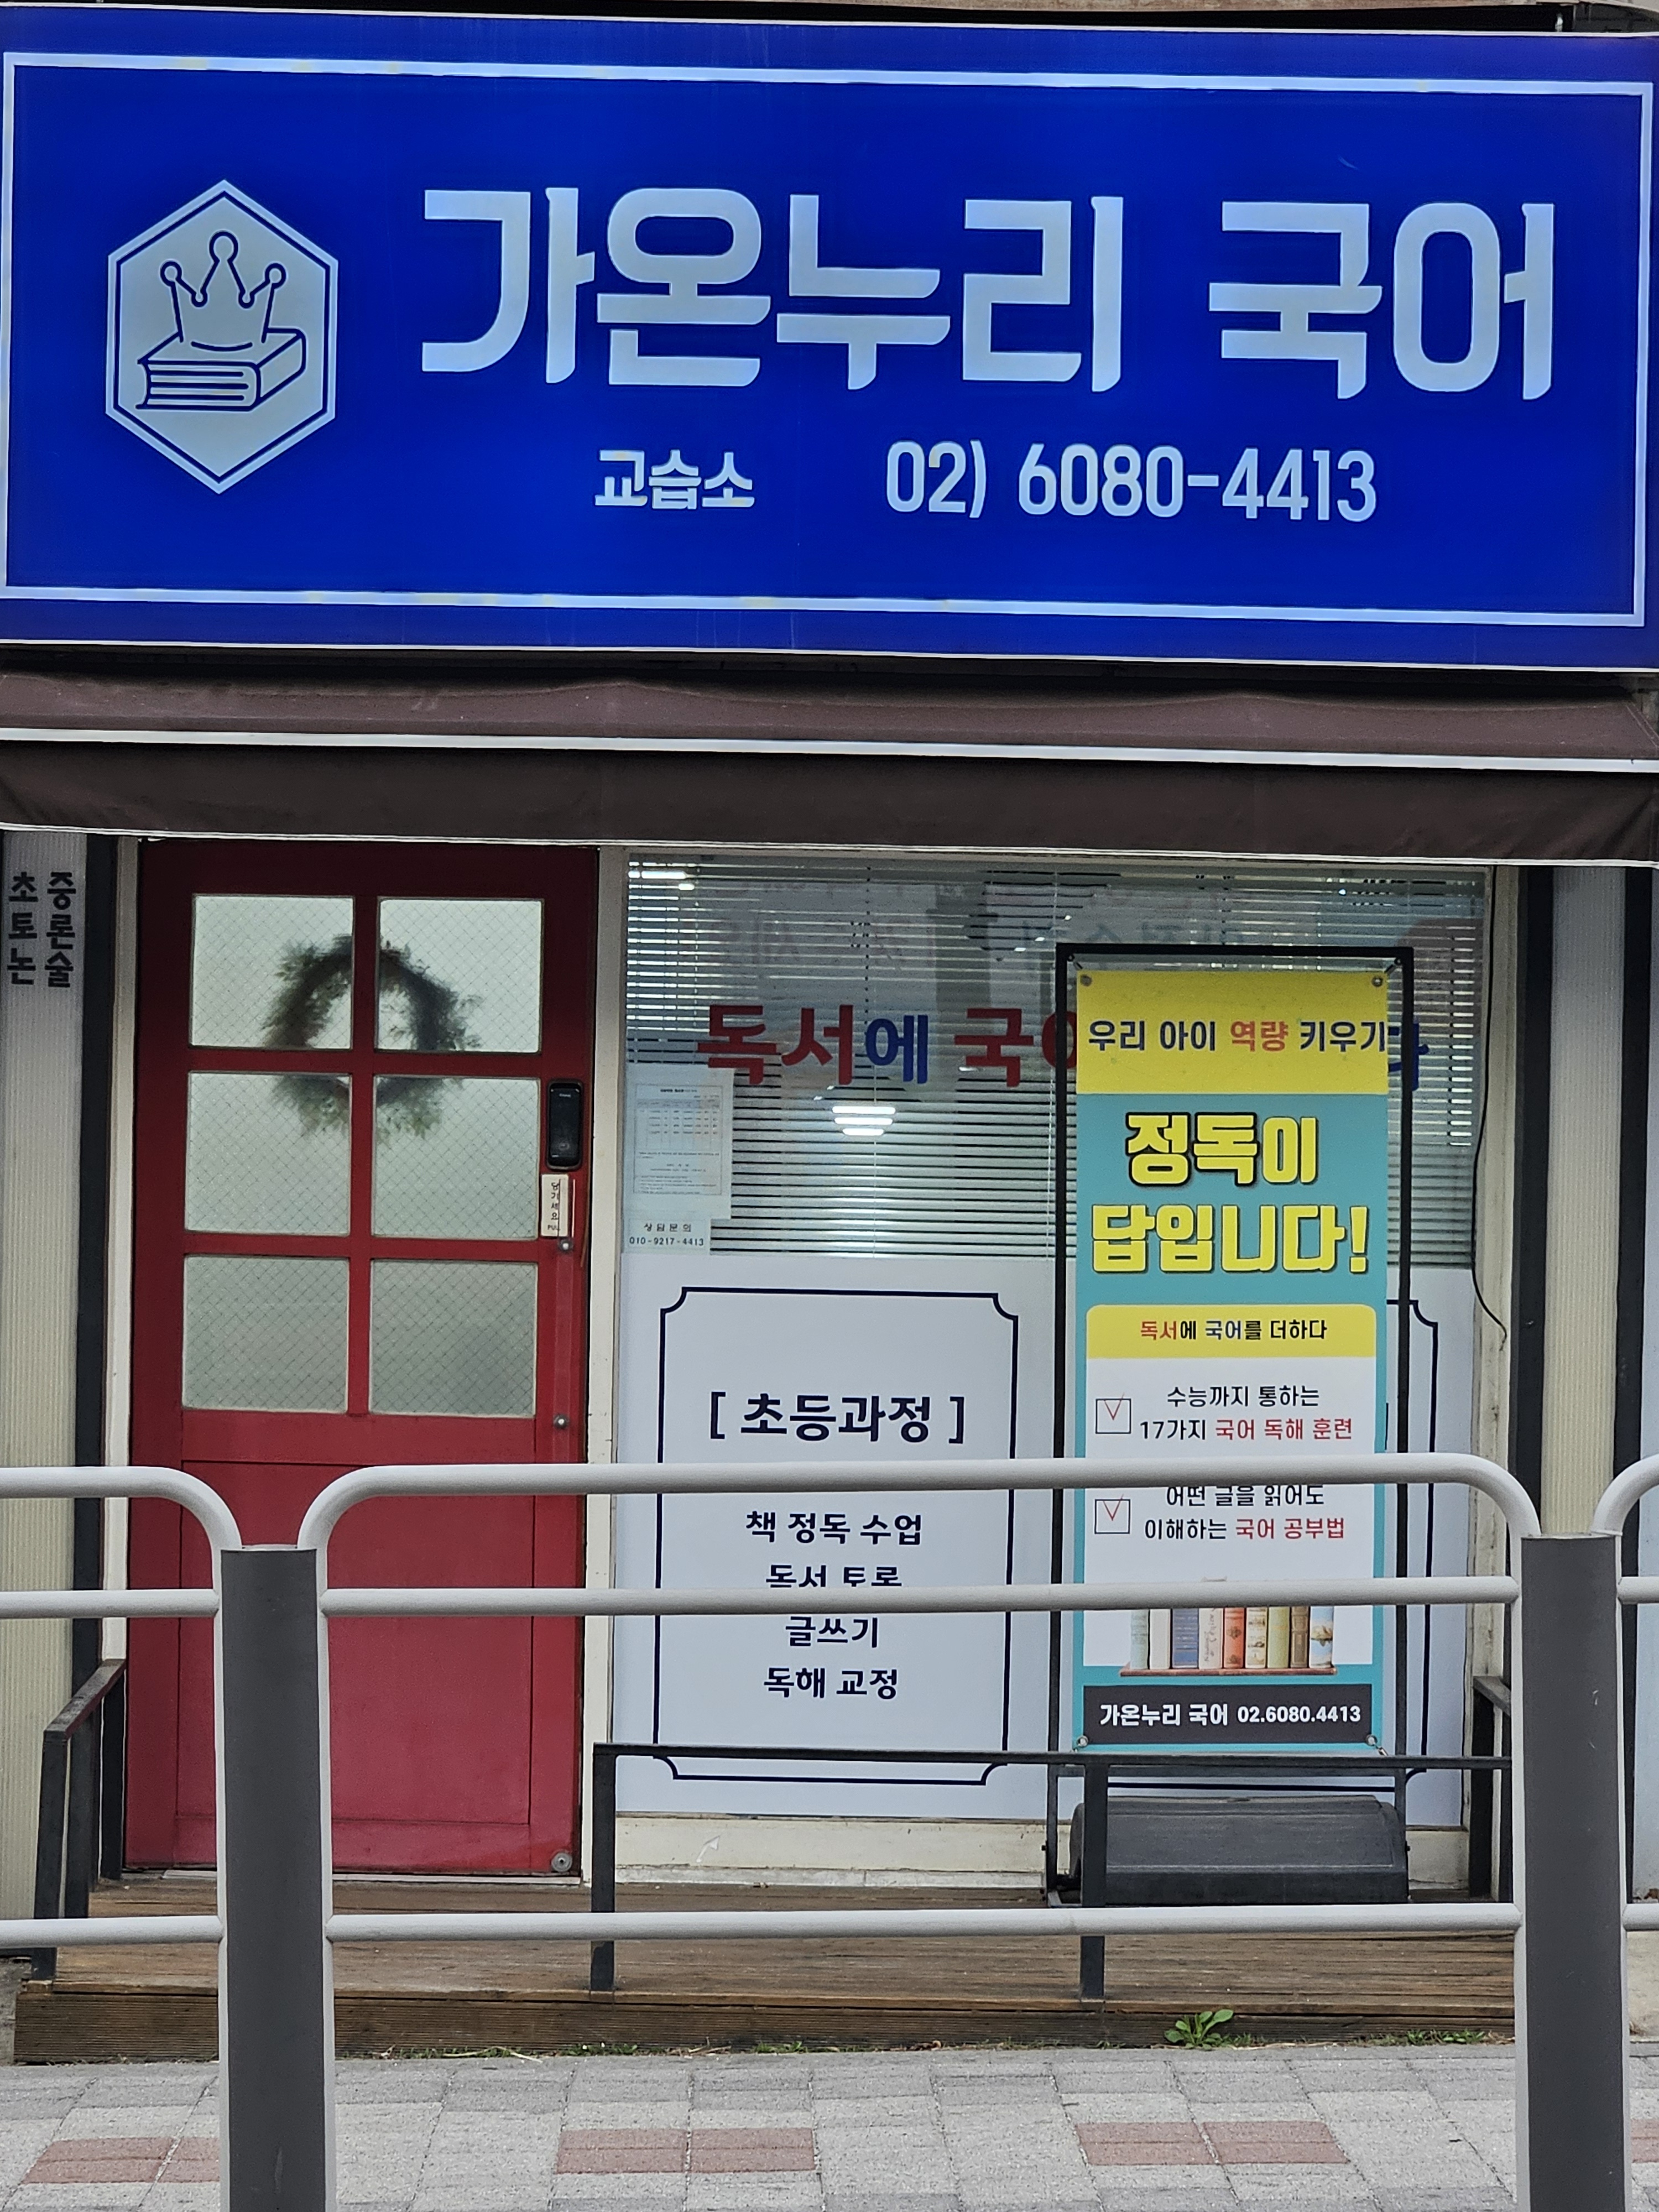 가온누리 국어
교습소 02) 6080-4413
초 중
토 론
논 술
독서에 국어
당기세요
PULL
상담문의
010-9217-4413
[ 초등과정 ]
책 정독 수업
독서 토론
글쓰기
독해 교정
우리 아이 역량 키우기
정독이
답입니다!
독서에 국어를 더하다
수능까지 통하는
17가지 국어 독해 훈련
어떤 글을 읽어도
이해하는 국어 공부법
가온누리 국어 02.6080.4413